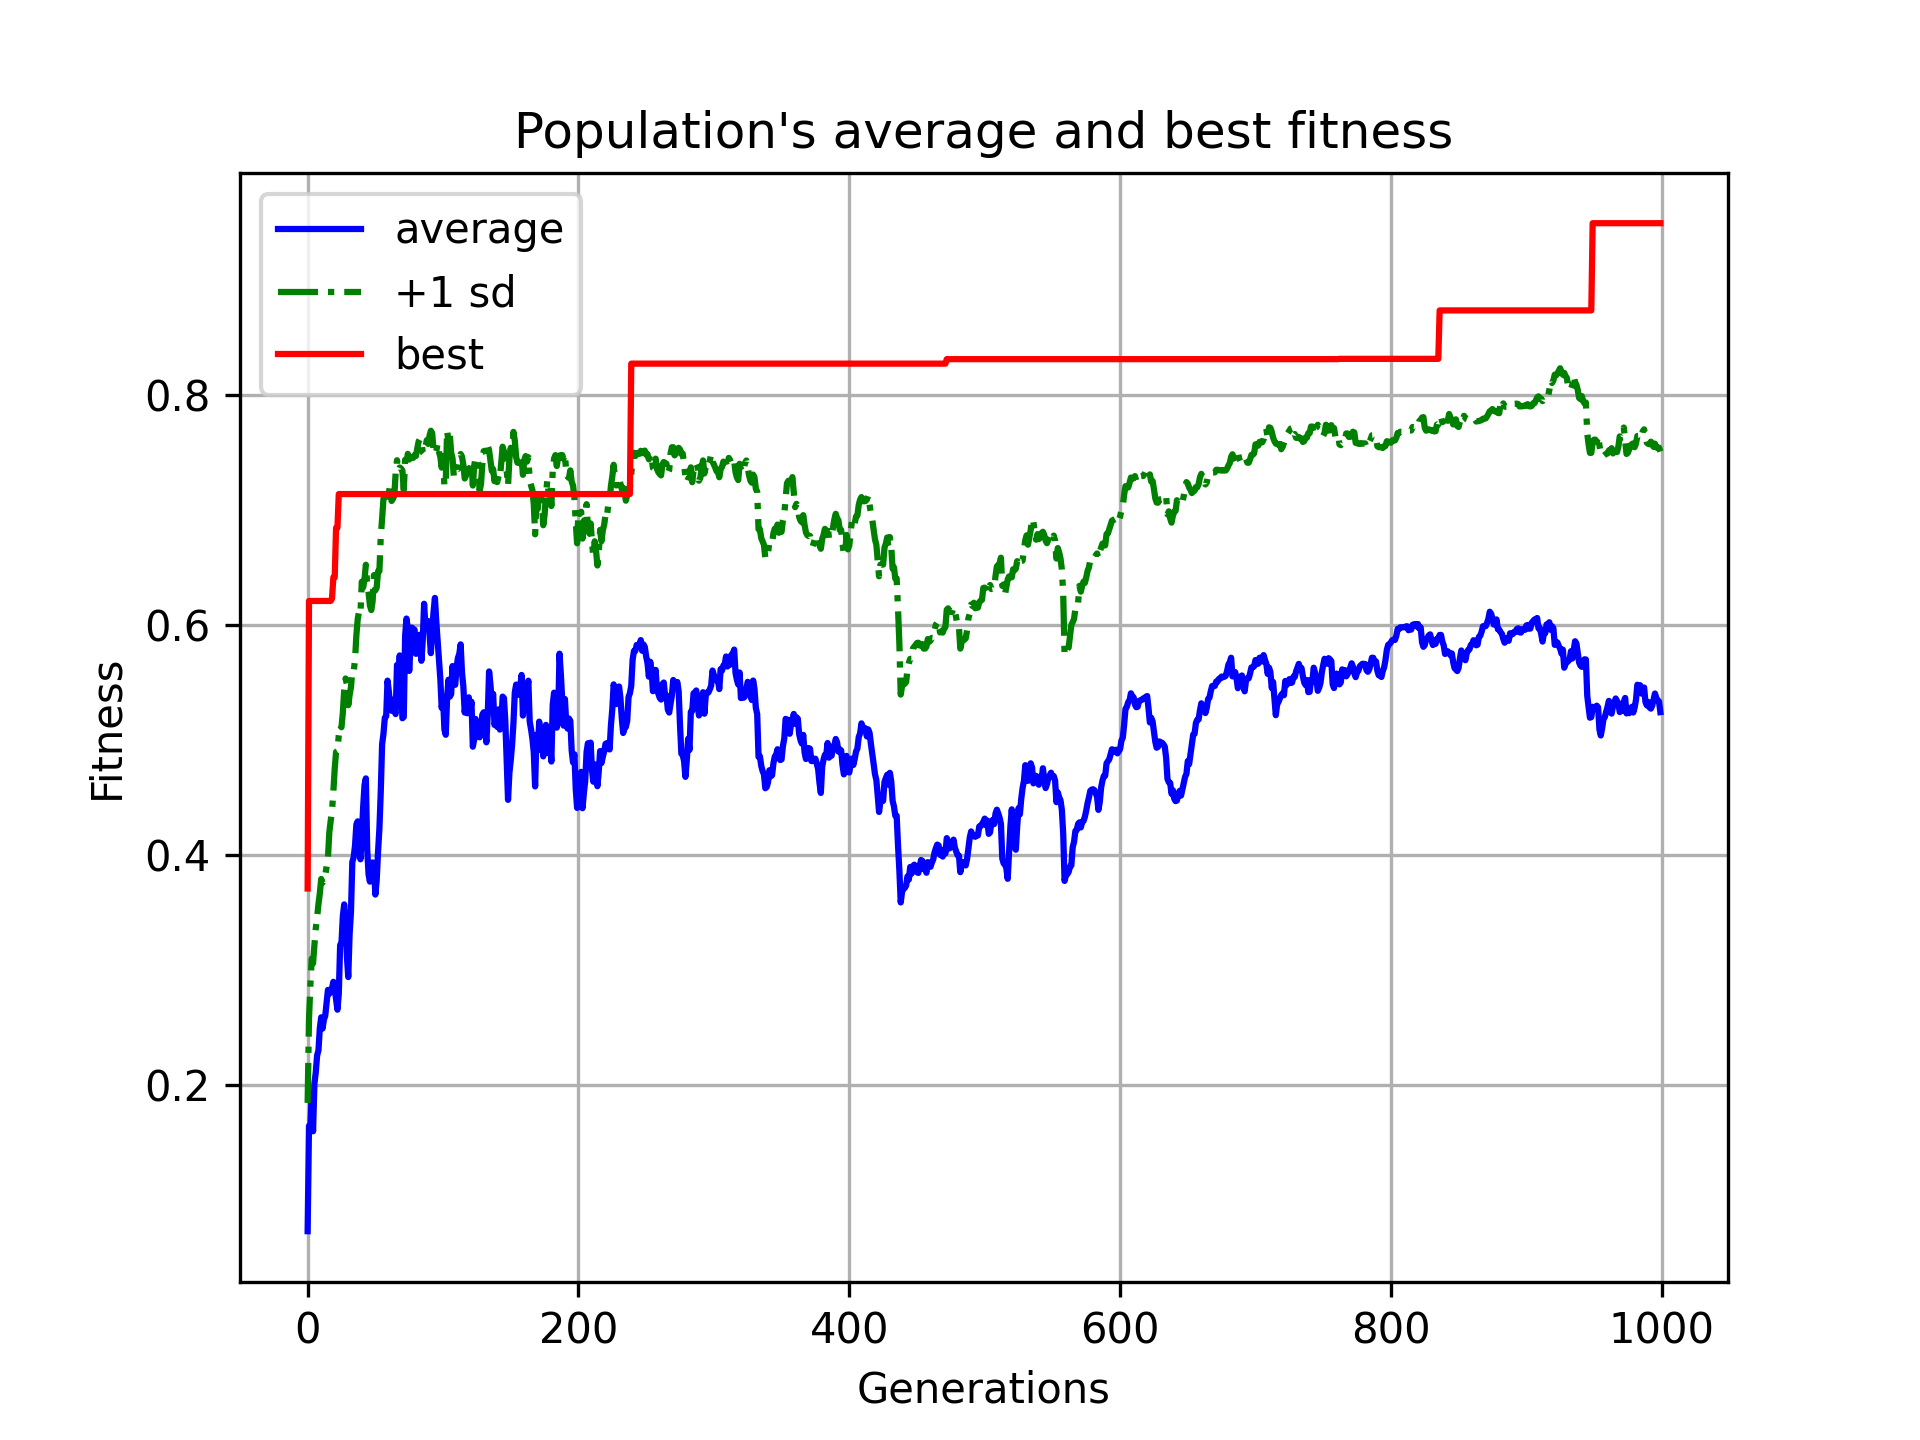 Population's average and best fitness
average
+1 sd
best
Fitness
0.8
0.6
0.4
0.2
0 200 400 600 800 1000
Generations